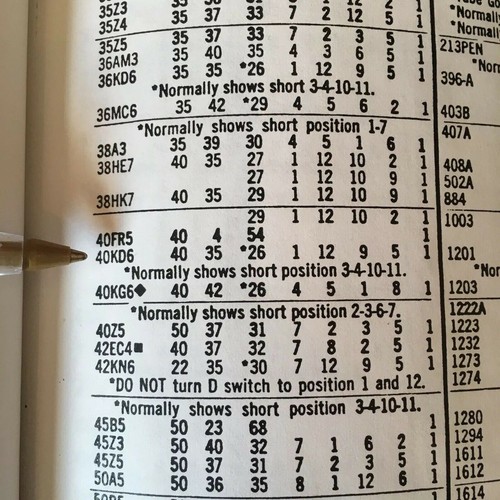 35Z3
35Z4 35 37 33 7 2 12 5 1
35Z5 35 37 33 7 2 3 5 1
36AM3 35 40 35 4 3 6 5 1
36KD6 35 35 *26 1 12 9 5 1
*Normally shows short 3-4-10-11.
36MC6 35 42 *29 4 5 6 2 1
*Normally shows short position 1-7
38A3 35 39 30 4 5 1 6 1
38HE7 40 35 27 1 12 10 2 1
27 1 12 10 9 1
38HK7 40 35 29 1 12 10 9 1
29 1 12 10 2 1
40FR5 40 4 54 1
40KD6 40 35 *26 1 12 9 5 1
*Normally shows short position 3-4-10-11.
40KG6◆ 40 42 *26 4 5 1 8 1
*Normally shows short position 2-3-6-7.
40Z5 50 37 31 7 2 3 5 1
42EC4■ 40 37 32 7 8 2 5 1
42KN6 22 35 *30 7 12 9 5 1
*DO NOT turn D switch to position 1 and 12.
*Normally shows short position 3-4-10-11.
45B5 50 23 68 1
45Z3 50 40 32 7 1 6 2 1
45Z5 50 37 31 7 2 3 5 1
50A5 50 36 35 8 1 12 6 1
*Normally
*Normall
213PEN
*Nor
396-A
403B
407A
408A
502A
884
1003
1201
*Nor
1203
1222A
1223
1232
1273
1274
1280
1294
1611
1612
1614